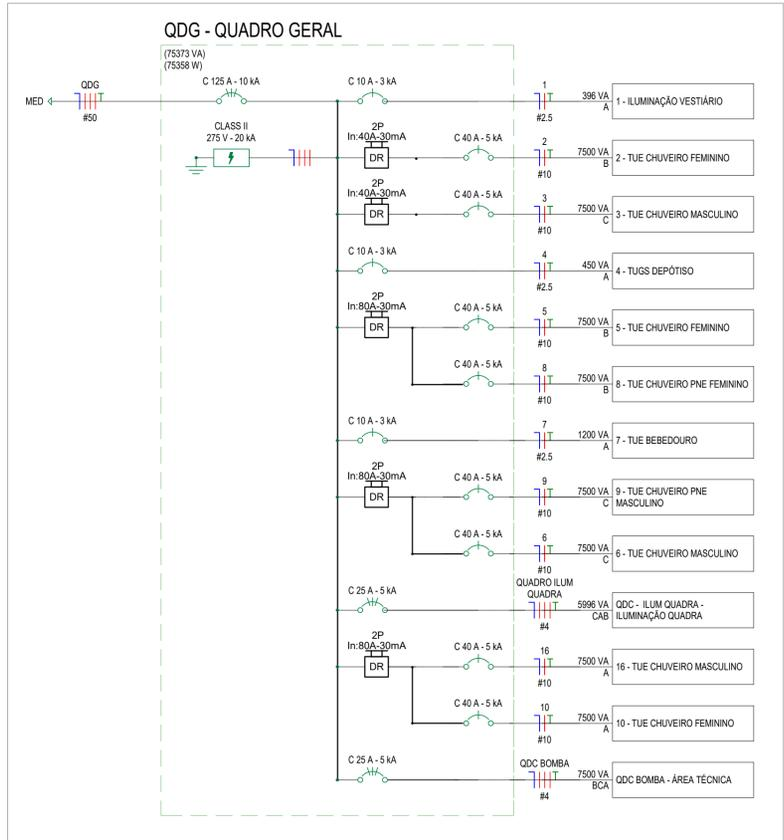 QDG - QUADRO GERAL
(75373 VA)
(75358 W)
MED
QDG
#50
C 125 A - 10 kA
CLASS II
275 V - 20 kA
C 10 A - 3 kA
1
#2.5
396 VA
A
1 - ILUMINAÇÃO VESTIÁRIO
2P
In:40A-30mA
DR
C 40 A - 5 kA
2
#10
7500 VA
B
2 - TUE CHUVEIRO FEMININO
2P
In:40A-30mA
DR
C 40 A - 5 kA
3
#10
7500 VA
C
3 - TUE CHUVEIRO MASCULINO
C 10 A - 3 kA
4
#2.5
450 VA
A
4 - TUGS DEPÓTISO
2P
In:80A-30mA
DR
C 40 A - 5 kA
5
#10
7500 VA
B
5 - TUE CHUVEIRO FEMININO
C 40 A - 5 kA
8
#10
7500 VA
B
8 - TUE CHUVEIRO PNE FEMININO
C 10 A - 3 kA
7
#2.5
1200 VA
A
7 - TUE BEBEDOURO
2P
In:80A-30mA
DR
C 40 A - 5 kA
9
#10
7500 VA
C
9 - TUE CHUVEIRO PNE
MASCULINO
C 40 A - 5 kA
6
#10
7500 VA
C
6 - TUE CHUVEIRO MASCULINO
C 25 A - 5 kA
QUADRO ILUM
QUADRA
#4
5996 VA
CAB
QDC - ILUM QUADRA -
ILUMINAÇÃO QUADRA
2P
In:80A-30mA
DR
C 40 A - 5 kA
16
#10
7500 VA
A
16 - TUE CHUVEIRO MASCULINO
C 40 A - 5 kA
10
#10
7500 VA
A
10 - TUE CHUVEIRO FEMININO
C 25 A - 5 kA
QDC BOMBA
#4
7500 VA
BCA
QDC BOMBA - ÁREA TÉCNICA